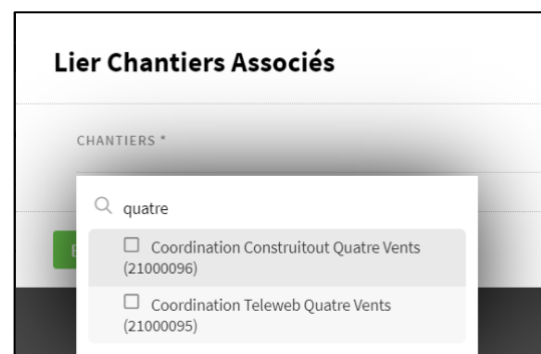 Lier Chantiers Associés
CHANTIERS *
quatre
Coordination Construitout Quatre Vents
(21000096)
Coordination Teleweb Quatre Vents
(21000095)